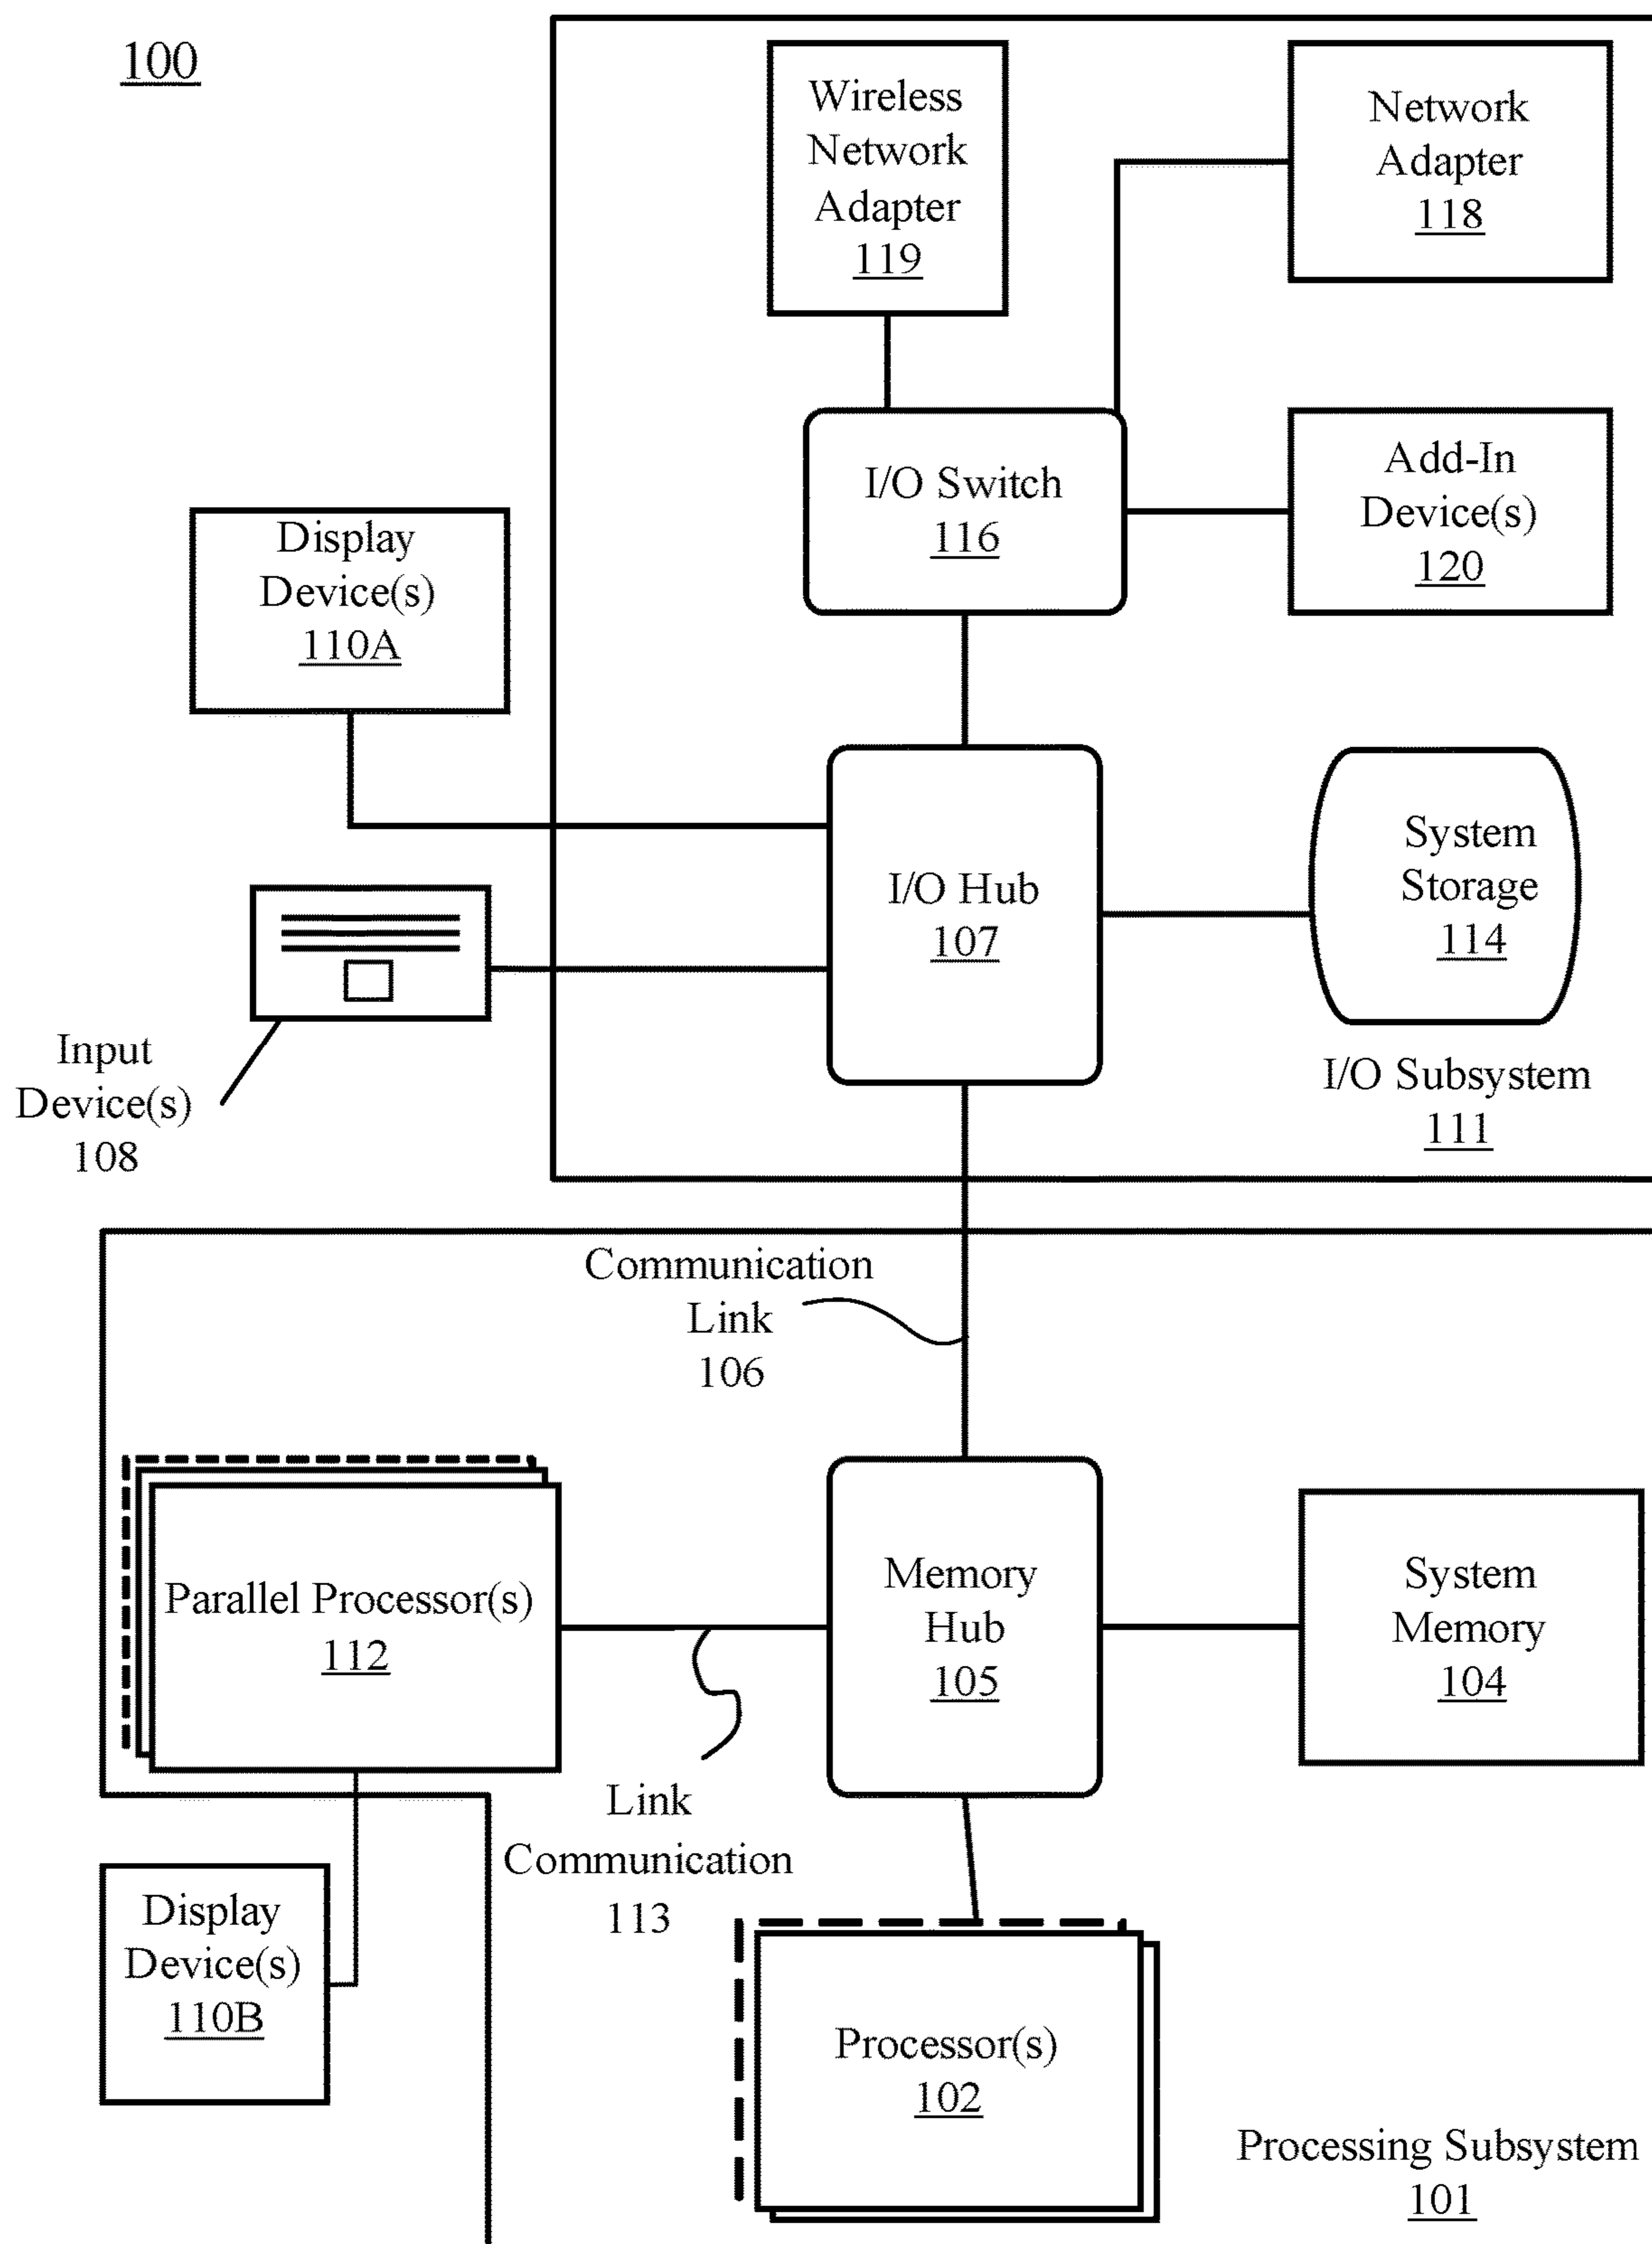 100
Wireless
Network
Adapter
119
Network
Adapter
118
I/O Switch
116
Add-In
Device(s)
120
Display
Device(s)
110A
I/O Hub
107
System
Storage
114
Input
Device(s)
108
I/O Subsystem
111
Communication
Link
106
Parallel Processor(s)
112
Memory
Hub
105
System
Memory
104
Link
Communication
113
Display
Device(s)
110B
Processor(s)
102
Processing Subsystem
101